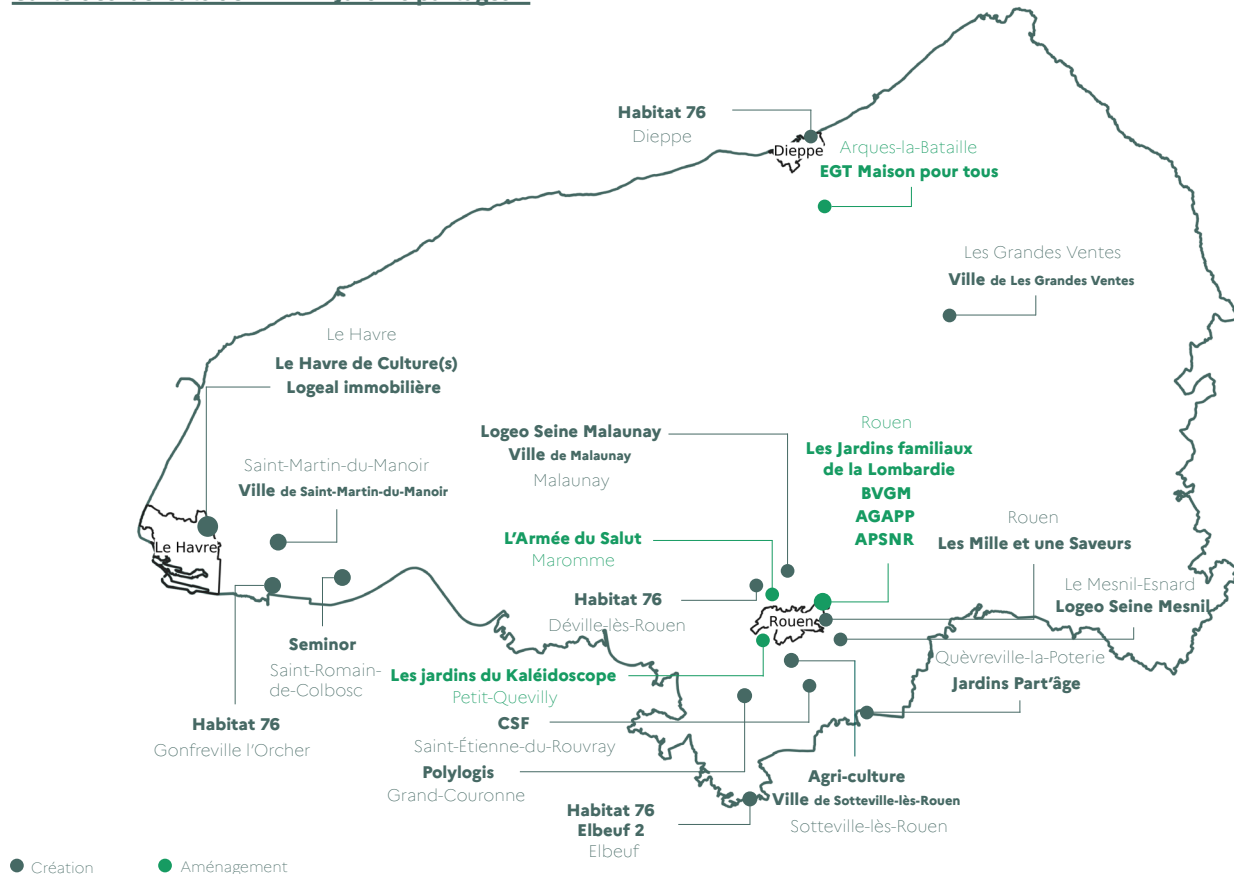 Habitat 76
Dieppe
Dieppe
Arques-la-Bataille
EGT Maison pour tous
Les Grandes Ventes
Ville de Les Grandes Ventes
Le Havre
Le Havre de Culture(s)
Logeal immobilière
Saint-Martin-du-Manoir
Ville de Saint-Martin-du-Manoir
Le Havre
Logeo Seine Malaunay
Ville de Malaunay
Malaunay
Rouen
Les Jardins familiaux
de la Lombardie
BVGM
AGAPP
APSNR
Rouen
Les Mille et une Saveurs
L'Armée du Salut
Maromme
Le Mesnil-Esnard
Logeo Seine Mesnil
Habitat 76
Déville-lès-Rouen
Rouen
Seminor
Saint-Romain-
de-Colbosc
Quèvreville-la-Poterie
Jardins Part'âge
Les jardins du Kaléidoscope
Petit-Quevilly
Habitat 76
Gonfreville l'Orcher
CSF
Saint-Étienne-du-Rouvray
Polylogis
Grand-Couronne
Agri-culture
Ville de Sotteville-lès-Rouen
Sotteville-lès-Rouen
Habitat 76
Elbeuf 2
Elbeuf
Création
Aménagement